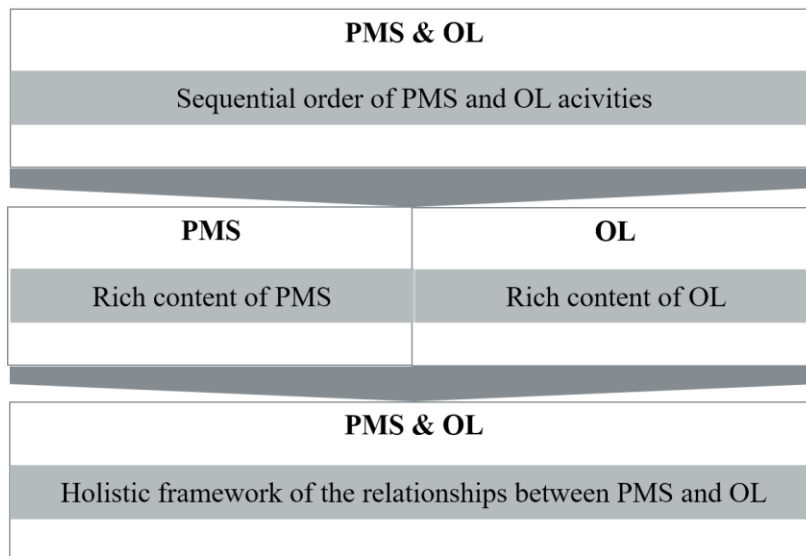 PMS & OL
Sequential order of PMS and OL acivities
PMS
OL
Rich content of PMS
Rich content of OL
PMS & OL
Holistic framework of the relationships between PMS and OL